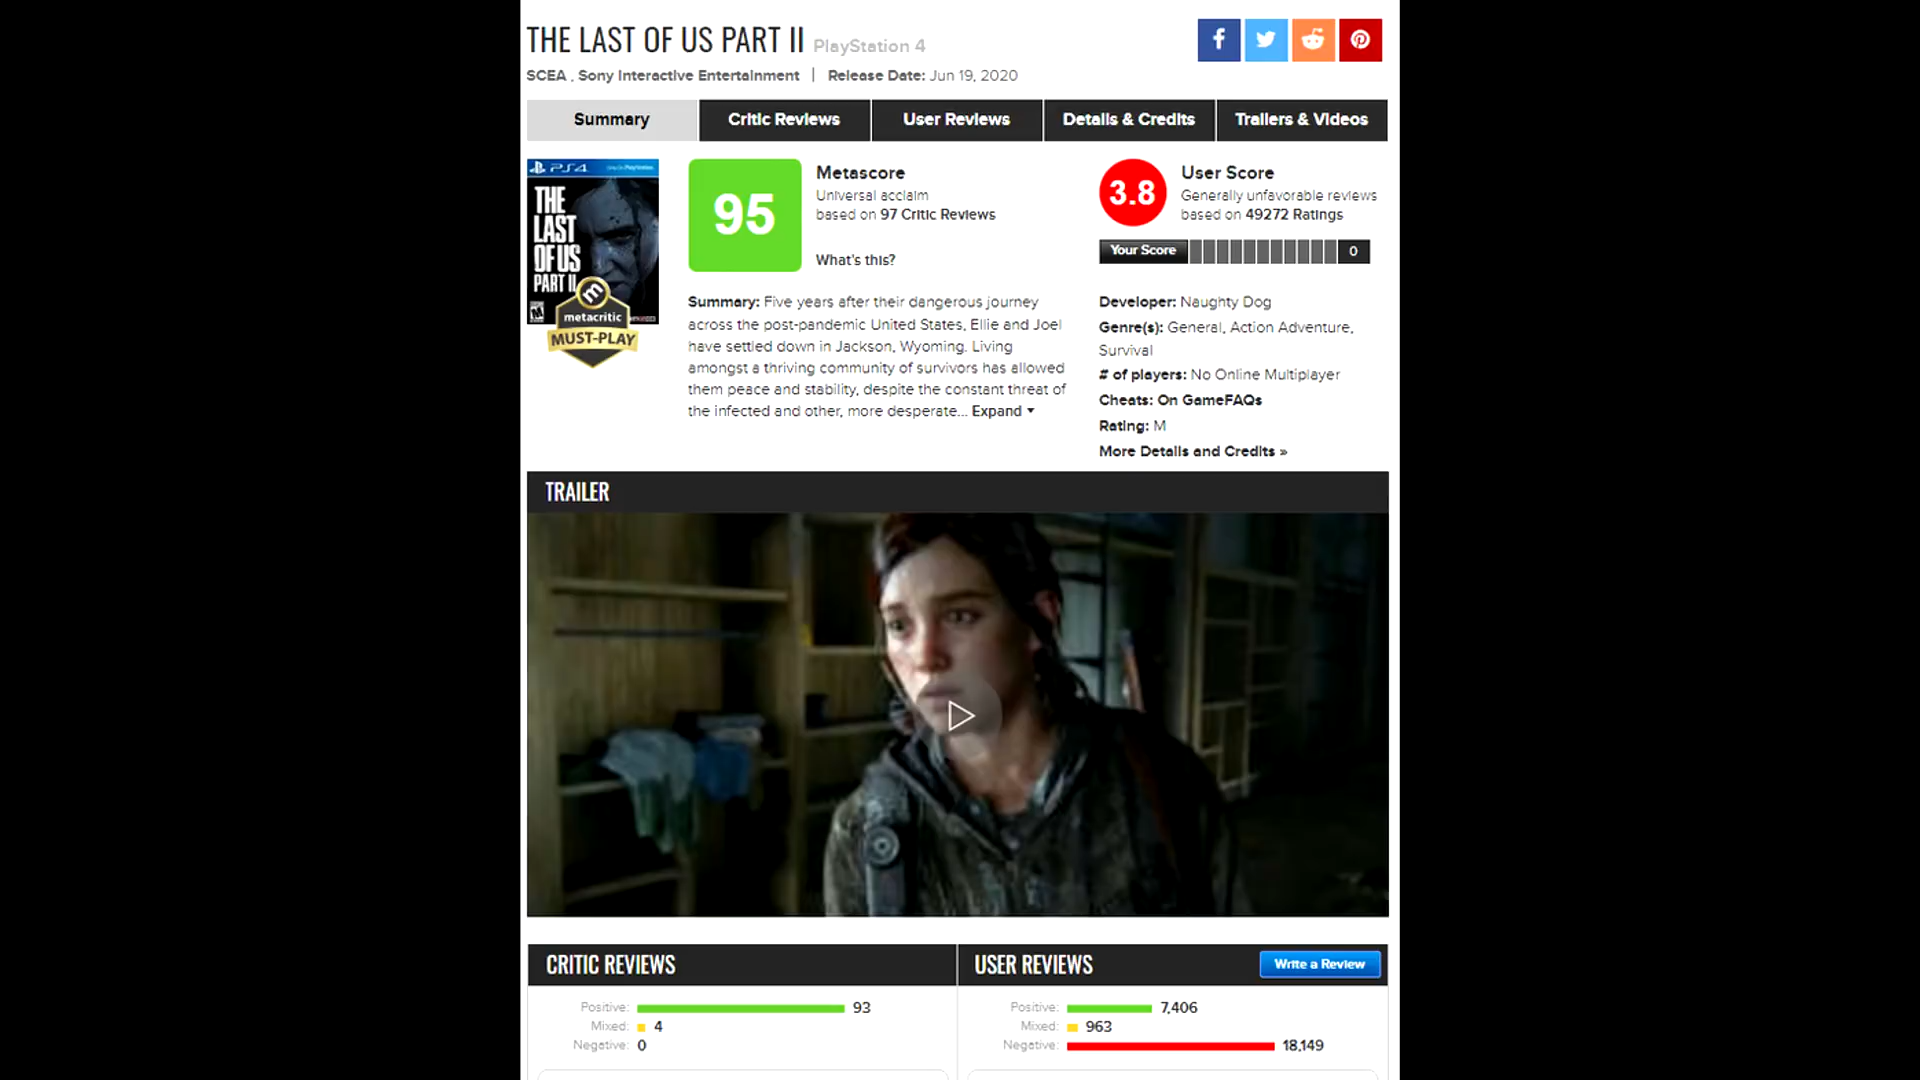 THE LAST OF US PART II PlayStation 4
SCEA , Sony Interactive Entertainment | Release Date: Jun 19, 2020
Summary
Critic Reviews
User Reviews
Details & Credits
Trailers & Videos
PS4
THE
LAST
OF US
PART II
metacritic
MUST-PLAY
95
Metascore
Universal acclaim
based on 97 Critic Reviews
What's this?
Summary: Five years after their dangerous journey
across the post-pandemic United States, Ellie and Joel
have settled down in Jackson, Wyoming. Living
amongst a thriving community of survivors has allowed
them peace and stability, despite the constant threat of
the infected and other, more desperate... Expand
3.8
User Score
Generally unfavorable reviews
based on 49272 Ratings
Your Score 0
Developer: Naughty Dog
Genre(s): General, Action Adventure,
Survival
# of players: No Online Multiplayer
Cheats: On GameFAQs
Rating: M
More Details and Credits »
TRAILER
CRITIC REVIEWS
Positive: 93
Mixed: 4
Negative: 0
USER REVIEWS
Write a Review
Positive: 7,406
Mixed: 963
Negative: 18,149